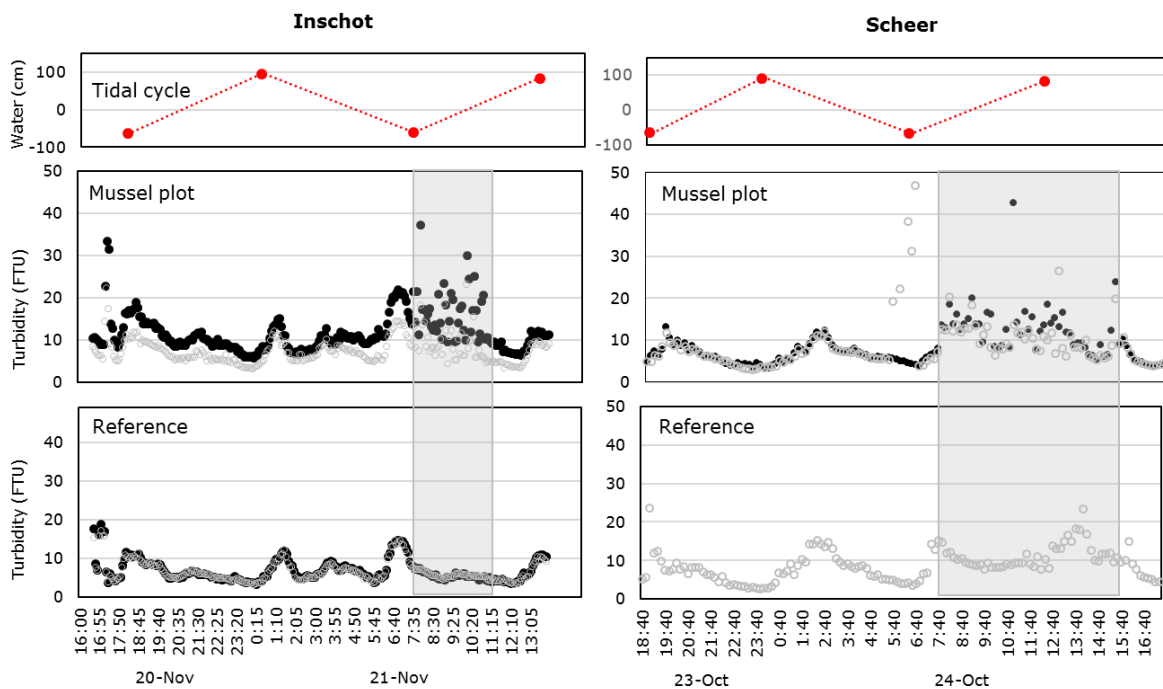 Inschot
Scheer
Water (cm)
100
0
-100
Tidal cycle
100
0
-100
Tidal cycle
Turbidity (FTU)
50
40
30
20
10
0
Mussel plot
Turbidity (FTU)
50
40
30
20
10
0
Mussel plot
Turbidity (FTU)
40
30
20
10
0
Reference
50
40
30
20
10
0
Reference
16:00 16:55 17:50 18:45 19:40 20:35 21:30 22:25 23:20 0:15 1:10 2:05 3:00 3:55 4:50 5:45 6:40 7:35 8:30 9:25 10:20 11:15 12:10 13:05
18:40 19:40 20:40 21:40 22:40 23:40 0:40 1:40 2:40 3:40 4:40 5:40 6:40 7:40 8:40 9:40 10:40 11:40 12:40 13:40 14:40 15:40 16:40
20-Nov 21-Nov
23-Oct 24-Oct